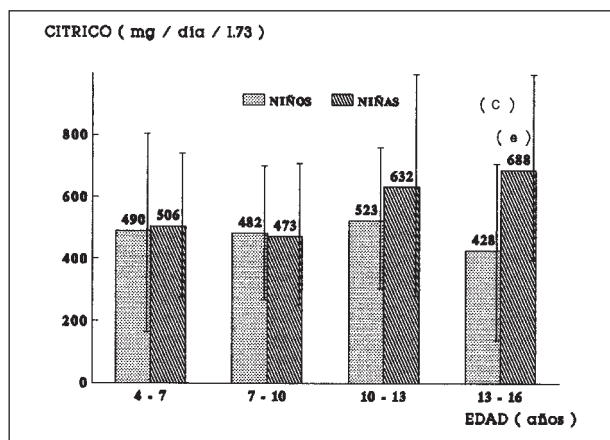 CITRICO ( mg / día / 1.73 )
NIÑOS NIÑAS
( C )
( e )
800
600
400
200
0
490 506
482 473
523 632
428 688
4 - 7 7 - 10 10 - 13 13 - 16
EDAD ( años )